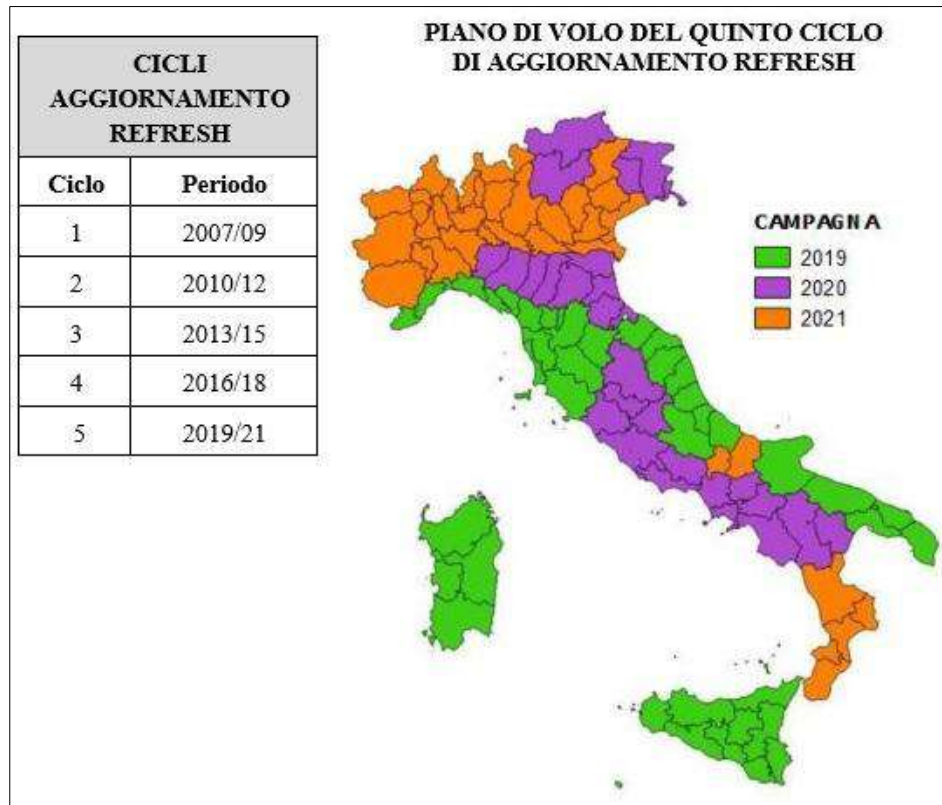 CICLI
AGGIORNAMENTO
REFRESH
Ciclo Periodo
1 2007/09
2 2010/12
3 2013/15
4 2016/18
5 2019/21
PIANO DI VOLO DEL QUINTO CICLO
DI AGGIORNAMENTO REFRESH
CAMPAGNA
2019
2020
2021